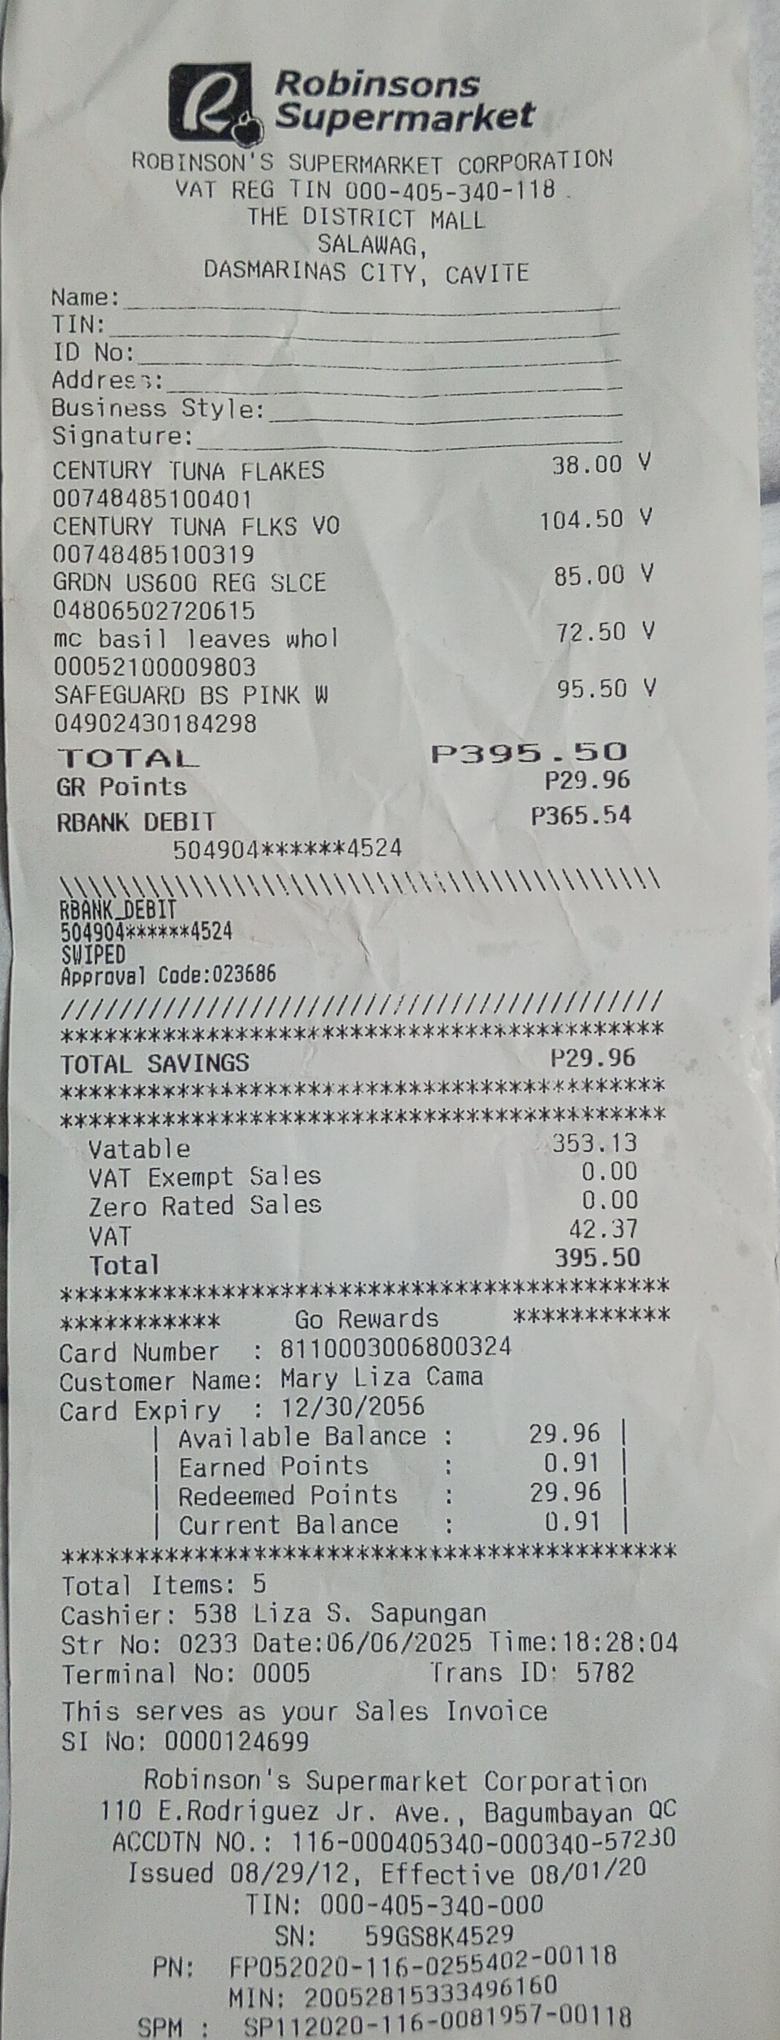 Robinsons
Supermarket
ROBINSON'S SUPERMARKET CORPORATION
VAT REG TIN 000-405-340-118
THE DISTRICT MALL
SALAWAG,
DASMARINAS CITY, CAVITE
Name:
TIN:
ID No:
Address:
Business Style:
Signature:
CENTURY TUNA FLAKES 38.00 V
00748485100401
CENTURY TUNA FLKS VO 104.50 V
00748485100319
GRDN US600 REG SLCE 85.00 V
04806502720615
mc basil leaves whol 72.50 V
00052100009803
SAFEGUARD BS PINK W 95.50 V
04902430184298
TOTAL P395.50
GR Points P29.96
RBANK DEBIT P365.54
504904******4524
\\\\\\\\\\\\\\\\\\\\\\\\\\\\\\\\\\\\\\\\\\
RBANK_DEBIT
504904******4524
SWIPED
Approval Code:023686
//////////////////////////////////////////
******************************************
TOTAL SAVINGS P29.96
******************************************
******************************************
Vatable 353.13
VAT Exempt Sales 0.00
Zero Rated Sales 0.00
VAT 42.37
Total 395.50
******************************************
*********** Go Rewards ***********
Card Number : 81100003006800324
Customer Name: Mary Liza Cama
Card Expiry : 12/30/2056
| Available Balance : 29.96 |
| Earned Points : 0.91 |
| Redeemed Points : 29.96 |
| Current Balance : 0.91 |
******************************************
Total Items: 5
Cashier: 538 Liza S. Sapungan
Str No: 0233 Date:06/06/2025 Time:18:28:04
Terminal No: 0005 Trans ID: 5782
This serves as your Sales Invoice
SI No: 0000124699
Robinson's Supermarket Corporation
110 E.Rodriguez Jr. Ave., Bagumbayan QC
ACCDTN NO.: 116-000405340-000340-57230
Issued 08/29/12, Effective 08/01/20
TIN: 000-405-340-000
SN: 59GS8K4529
PN: FP052020-116-0255402-00118
MIN: 20052815333496160
SPM : SP112020-116-0081957-00118